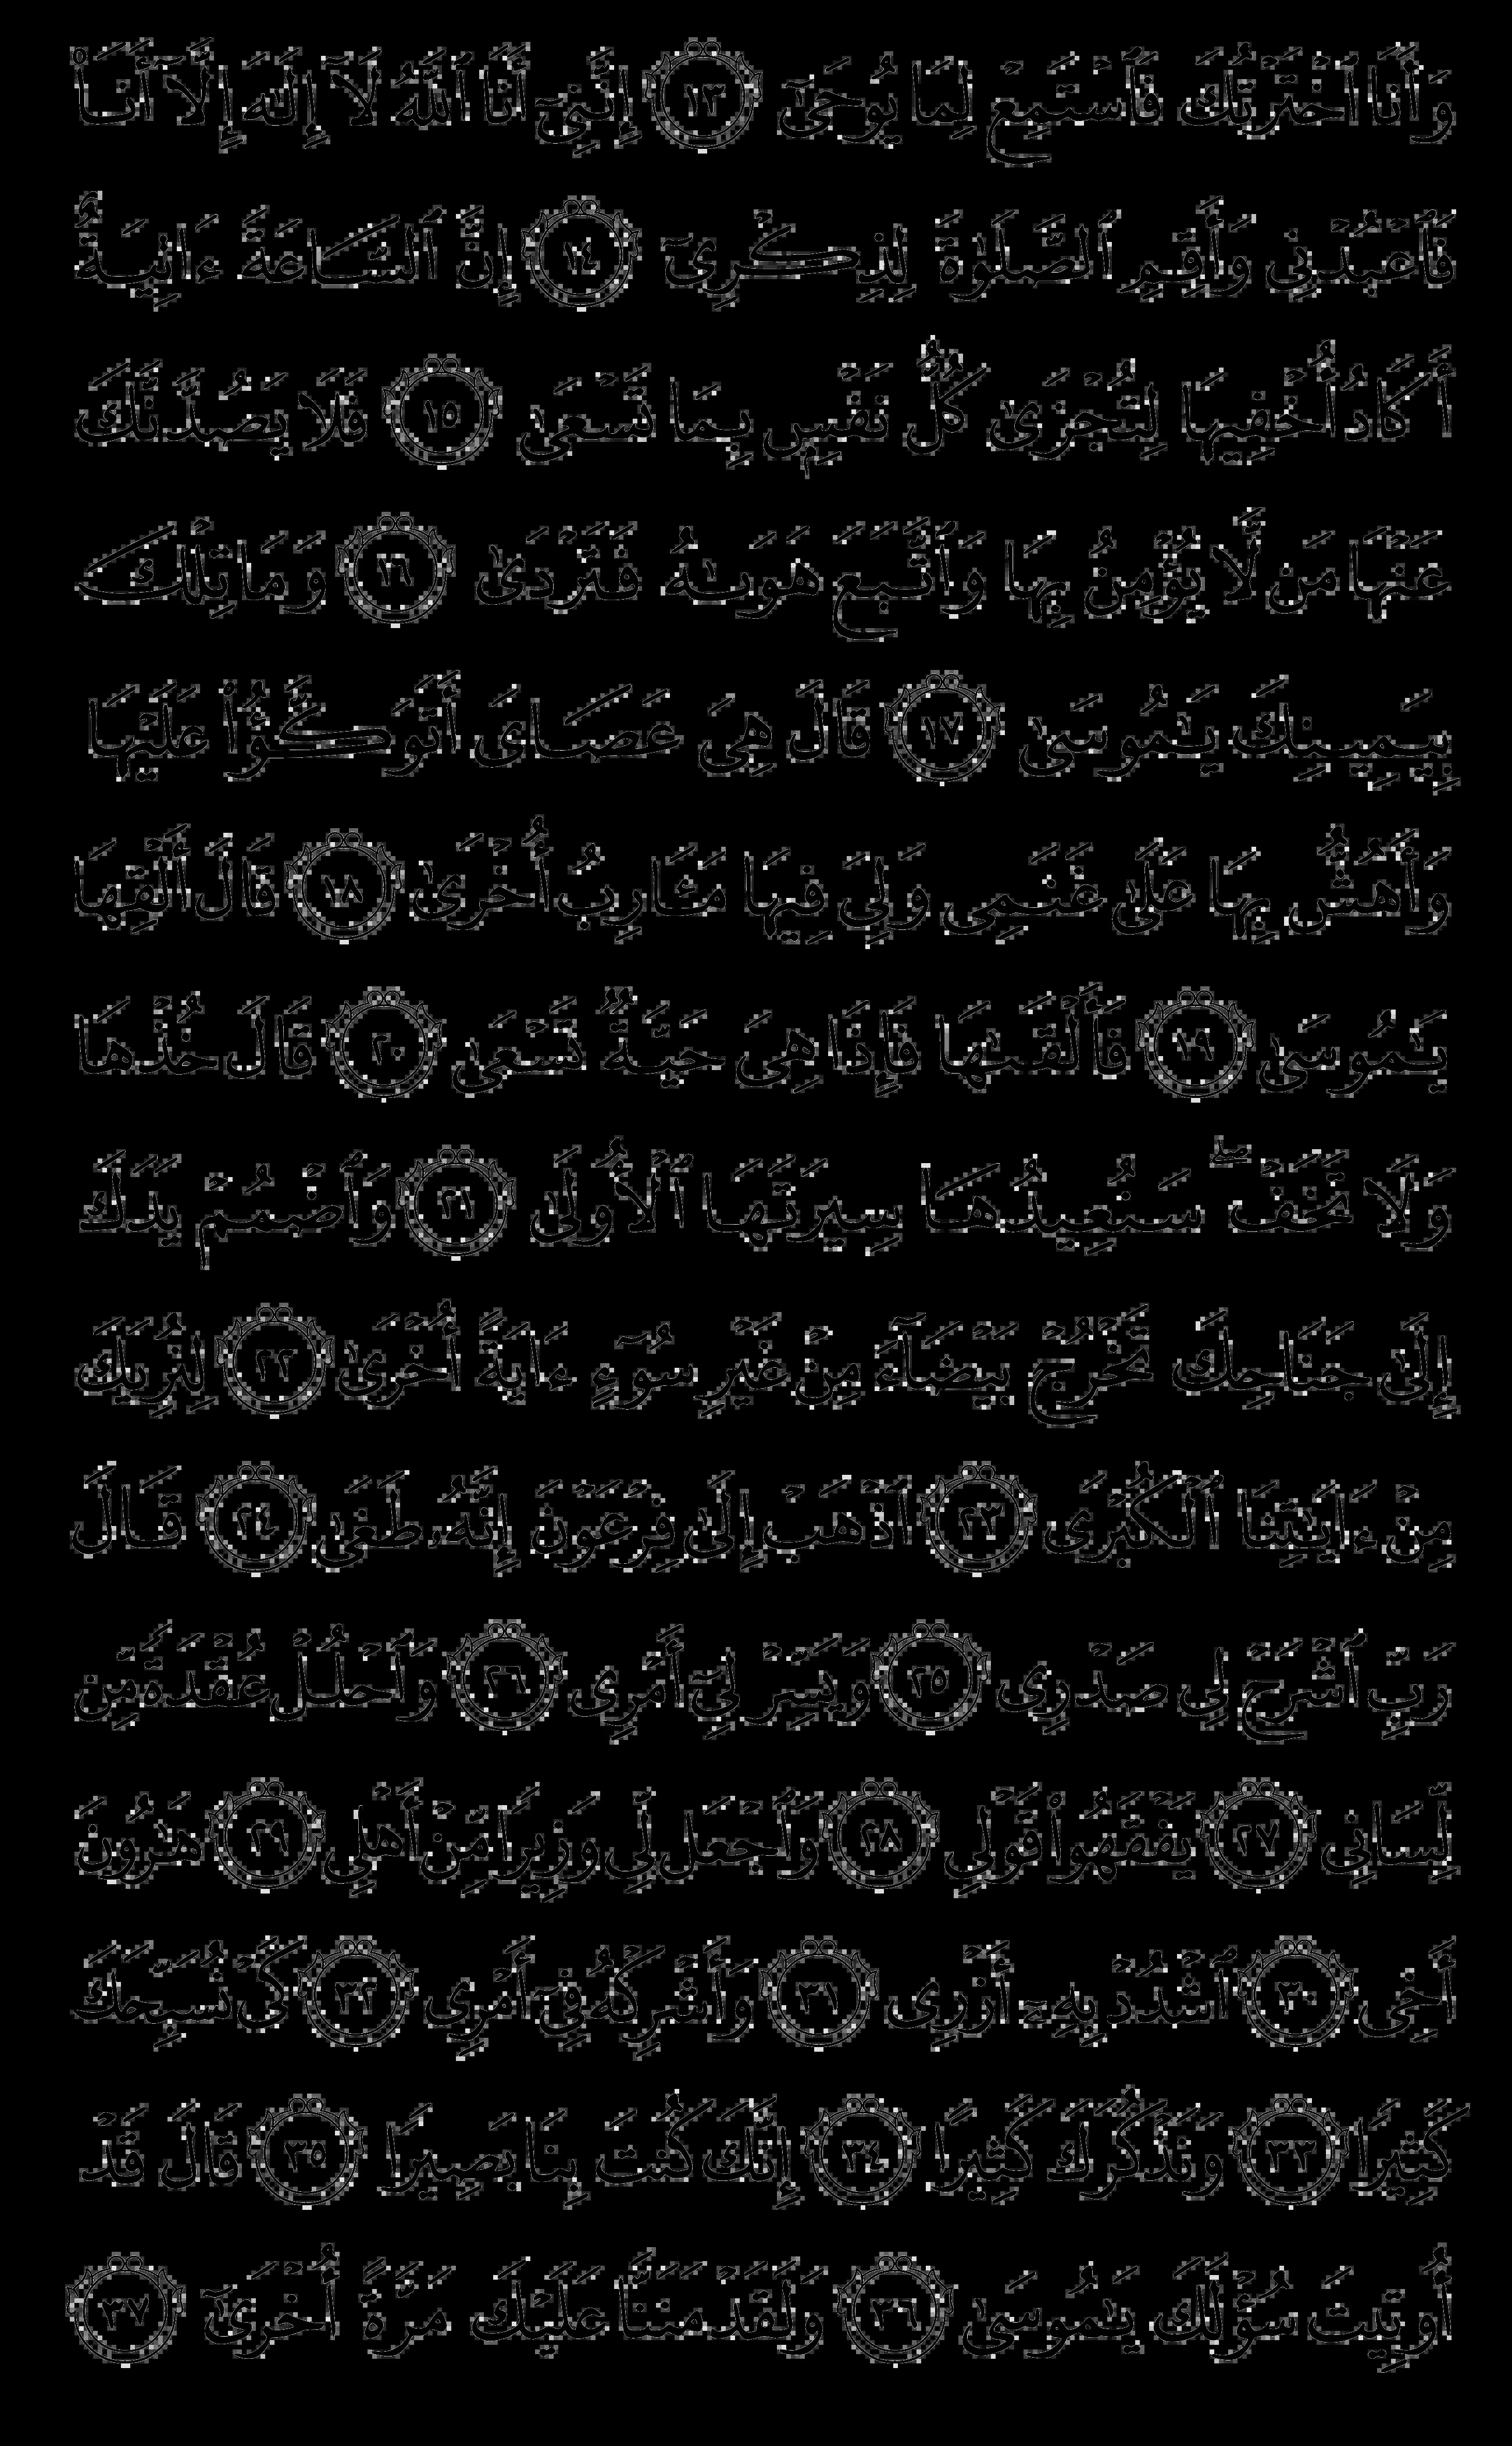 وَأَنَا ٱخْتَرْتُكَ فَٱسْتَمِعْ لِمَا يُوحَىٰٓ ١٣ إِنَّنِىٓ أَنَا ٱللَّهُ لَآ إِلَٰهَ إِلَّآ أَنَا۠
فَٱعْبُدْنِى وَأَقِمِ ٱلصَّلَوٰةَ لِذِكْرِىٓ ١٤ إِنَّ ٱلسَّاعَةَ ءَاتِيَةٌ
أَكَادُ أُخْفِيهَا لِتُجْزَىٰ كُلُّ نَفْسٍۭ بِمَا تَسْعَىٰ ١٥ فَلَا يَصُدَّنَّكَ
عَنْهَا مَن لَّا يُؤْمِنُ بِهَا وَٱتَّبَعَ هَوَىٰهُ فَتَرْدَىٰ ١٦ وَمَا تِلْكَ
بِيَمِينِكَ يَٰمُوسَىٰ ١٧ قَالَ هِىَ عَصَاىَ أَتَوَكَّؤُا۟ عَلَيْهَا
وَأَهُشُّ بِهَا عَلَىٰ غَنَمِى وَلِىَ فِيهَا مَـَٔارِبُ أُخْرَىٰ ١٨ قَالَ أَلْقِهَا
يَٰمُوسَىٰ ١٩ فَأَلْقَىٰهَا فَإِذَا هِىَ حَيَّةٌ تَسْعَىٰ ٢٠ قَالَ خُذْهَا
وَلَا تَخَفْ ۖ سَنُعِيدُهَا سِيرَتَهَا ٱلْأُولَىٰ ٢١ وَٱضْمُمْ يَدَكَ
إِلَىٰ جَنَاحِكَ تَخْرُجْ بَيْضَآءَ مِنْ غَيْرِ سُوٓءٍ ءَايَةً أُخْرَىٰ ٢٢ لِنُرِيَكَ
مِنْ ءَايَٰتِنَا ٱلْكُبْرَى ٢٣ ٱذْهَبْ إِلَىٰ فِرْعَوْنَ إِنَّهُۥ طَغَىٰ ٢٤ قَالَ
رَبِّ ٱشْرَحْ لِى صَدْرِى ٢٥ وَيَسِّرْ لِىٓ أَمْرِى ٢٦ وَٱحْلُلْ عُقْدَةً مِّن
لِّسَانِى ٢٧ يَفْقَهُوا۟ قَوْلِى ٢٨ وَٱجْعَل لِّى وَزِيرًا مِّنْ أَهْلِى ٢٩ هَٰرُونَ
أَخِى ٣٠ ٱشْدُدْ بِهِۦٓ أَزْرِى ٣١ وَأَشْرِكْهُ فِىٓ أَمْرِى ٣٢ كَىْ نُسَبِّحَكَ
كَثِيرًا ٣٣ وَنَذْكُرَكَ كَثِيرًا ٣٤ إِنَّكَ كُنتَ بِنَا بَصِيرًا ٣٥ قَالَ قَدْ
أُوتِيتَ سُؤْلَكَ يَٰمُوسَىٰ ٣٦ وَلَقَدْ مَنَنَّا عَلَيْكَ مَرَّةً أُخْرَىٰٓ ٣٧